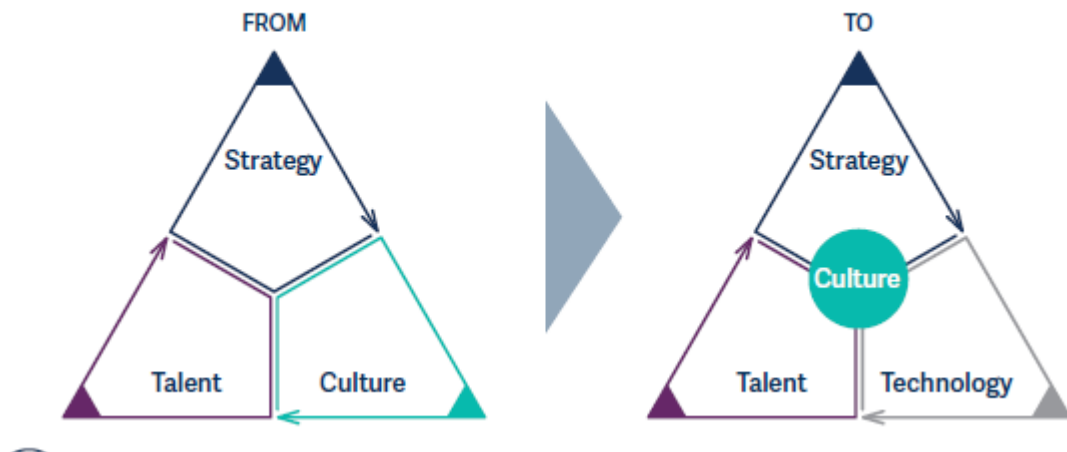 FROM
TO
Strategy
Strategy
Culture
Talent
Culture
Talent
Technology